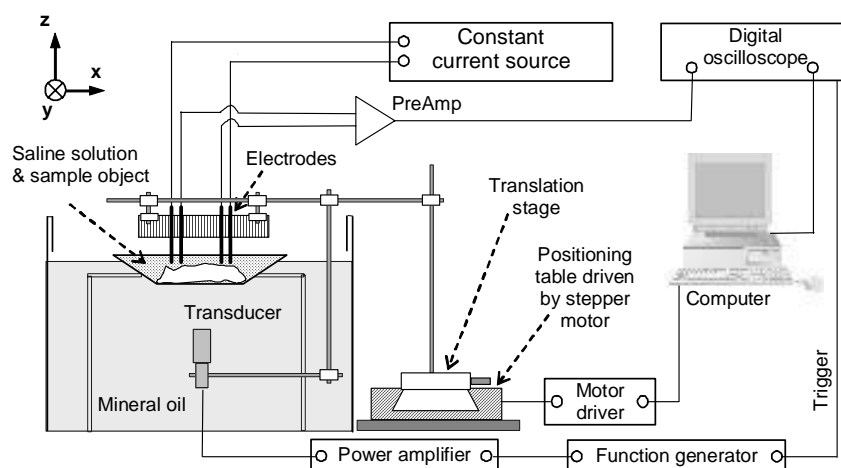 z
x
y
Constant
current source
Digital
oscilloscope
PreAmp
Saline solution
& sample object
Electrodes
Translation
stage
Positioning
table driven
by stepper
motor
Computer
Transducer
Mineral oil
Motor
driver
Trigger
Power amplifier
Function generator